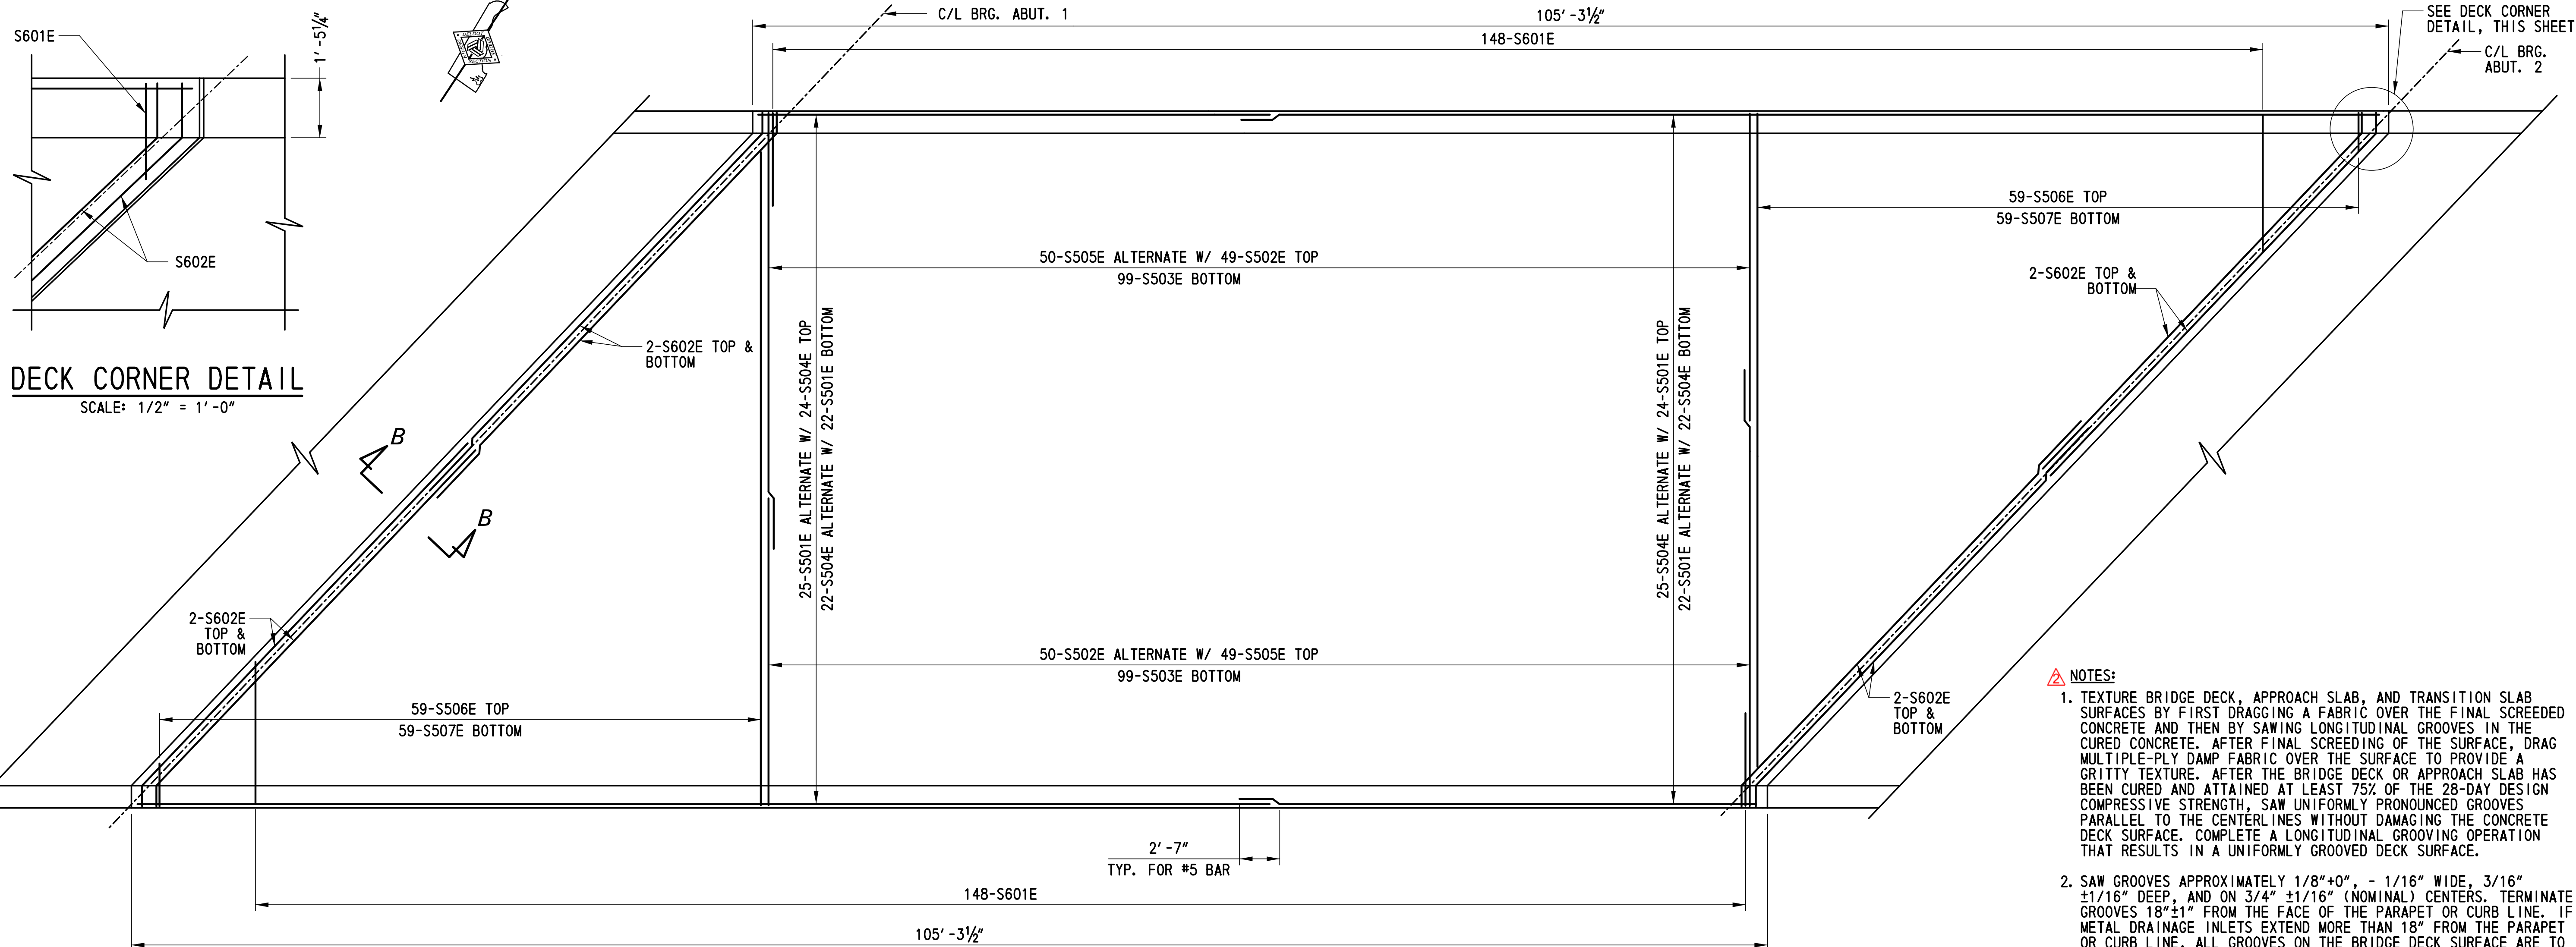 S601E
1'-5¼"
S602E
DECK CORNER DETAIL
SCALE: 1/2" = 1'-0"
C/L BRG. ABUT. 1
105'-3½"
148-S601E
SEE DECK CORNER
DETAIL, THIS SHEET
C/L BRG.
ABUT. 2
59-S506E TOP
59-S507E BOTTOM
50-S505E ALTERNATE W/ 49-S502E TOP
99-S503E BOTTOM
2-S602E TOP &
BOTTOM
2-S602E TOP &
BOTTOM
25-S501E ALTERNATE W/ 24-S504E TOP
22-S504E ALTERNATE W/ 22-S501E BOTTOM
25-S504E ALTERNATE W/ 24-S501E TOP
22-S501E ALTERNATE W/ 22-S504E BOTTOM
B
B
2-S602E
TOP &
BOTTOM
50-S502E ALTERNATE W/ 49-S505E TOP
99-S503E BOTTOM
59-S506E TOP
59-S507E BOTTOM
2-S602E
TOP &
BOTTOM
2'-7"
TYP. FOR #5 BAR
148-S601E
105'-3½"
2 NOTES:
1. TEXTURE BRIDGE DECK, APPROACH SLAB, AND TRANSITION SLAB
SURFACES BY FIRST DRAGGING A FABRIC OVER THE FINAL SCREEDED
CONCRETE AND THEN BY SAWING LONGITUDINAL GROOVES IN THE
CURED CONCRETE. AFTER FINAL SCREEDING OF THE SURFACE, DRAG
MULTIPLE-PLY DAMP FABRIC OVER THE SURFACE TO PROVIDE A
GRITTY TEXTURE. AFTER THE BRIDGE DECK OR APPROACH SLAB HAS
BEEN CURED AND ATTAINED AT LEAST 75% OF THE 28-DAY DESIGN
COMPRESSIVE STRENGTH, SAW UNIFORMLY PRONOUNCED GROOVES
PARALLEL TO THE CENTERLINES WITHOUT DAMAGING THE CONCRETE
DECK SURFACE. COMPLETE A LONGITUDINAL GROOVING OPERATION
THAT RESULTS IN A UNIFORMLY GROOVED DECK SURFACE.
2. SAW GROOVES APPROXIMATELY 1/8"+0", - 1/16" WIDE, 3/16"
±1/16" DEEP, AND ON 3/4" ±1/16" (NOMINAL) CENTERS. TERMINATE
GROOVES 18"±1" FROM THE FACE OF THE PARAPET OR CURB LINE. IF
METAL DRAINAGE INLETS EXTEND MORE THAN 18" FROM THE PARAPET
OR CURB LINE, ALL GROOVES ON THE BRIDGE DECK SURFACE ARE TO